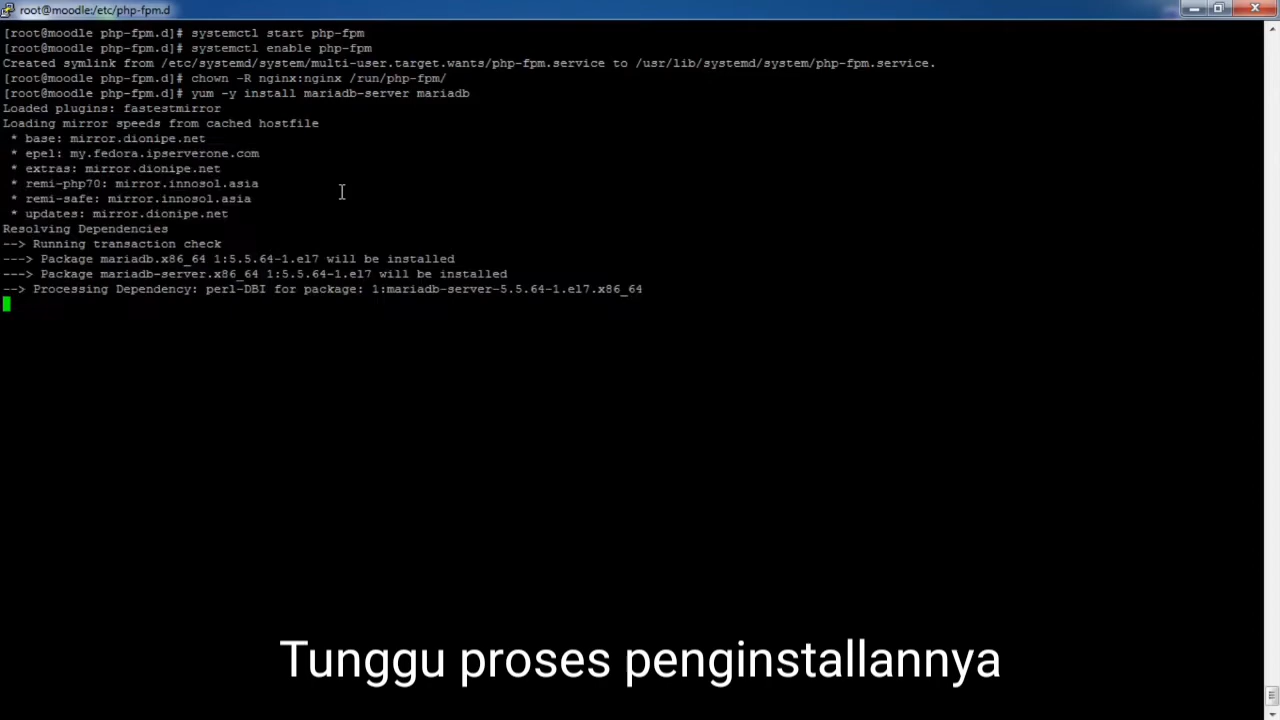 root@moodle:/etc/php-fpm.d
[root@moodle php-fpm.d]# systemctl start php-fpm
[root@moodle php-fpm.d]# systemctl enable php-fpm
Created symlink from /etc/systemd/system/multi-user.target.wants/php-fpm.service to /usr/lib/systemd/system/php-fpm.service.
[root@moodle php-fpm.d]# chown -R nginx:nginx /run/php-fpm/
[root@moodle php-fpm.d]# yum -y install mariadb-server mariadb
Loaded plugins: fastestmirror
Loading mirror speeds from cached hostfile
 * base: mirror.dionipe.net
 * epel: my.fedora.ipserverone.com
 * extras: mirror.dionipe.net
 * remi-php70: mirror.innosol.asia
 * remi-safe: mirror.innosol.asia
 * updates: mirror.dionipe.net
Resolving Dependencies
--> Running transaction check
---> Package mariadb.x86_64 1:5.5.64-1.el7 will be installed
---> Package mariadb-server.x86_64 1:5.5.64-1.el7 will be installed
--> Processing Dependency: perl-DBI for package: 1:mariadb-server-5.5.64-1.el7.x86_64
Tunggu proses penginstallannya